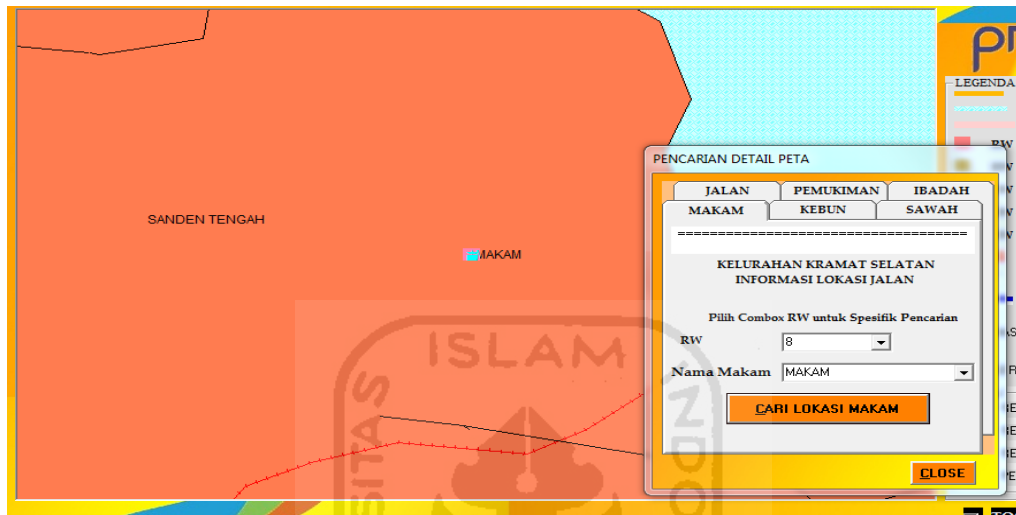 LEGENDA
RW
PENCARIAN DETAIL PETA
JALAN PEMUKIMAN IBADAH
MAKAM KEBUN SAWAH
=====================================
KELURAHAN KRAMAT SELATAN
INFORMASI LOKASI JALAN
Pilih Combox RW untuk Spesifik Pencarian
RW 8
Nama Makam MAKAM
CARI LOKASI MAKAM
CLOSE
SANDEN TENGAH
MAKAM
ISLAM